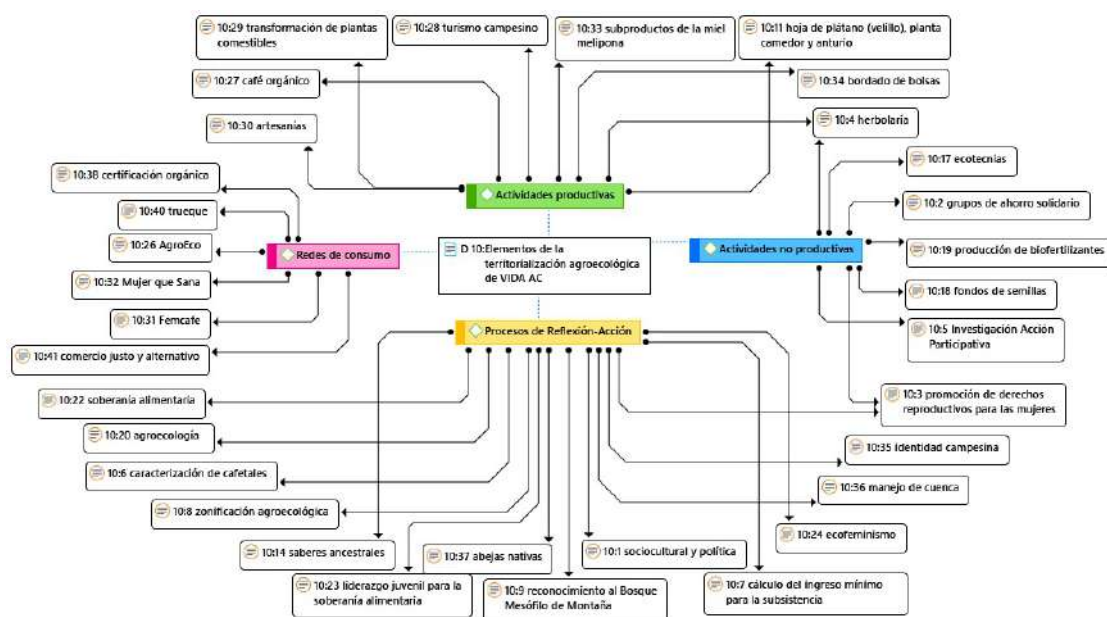 10:29 transformación de plantas
comestibles
10:28 turismo campesino
10:33 subproductos de la miel
melipona
10:11 hoja de plátano (velillo), planta
camedor y anturio
10:27 café orgánico
10:34 bordado de bolsas
10:30 artesanías
10:4 herbolaria
10:38 certificación orgánica
10:17 ecotecnias
Actividades productivas
10:40 trueque
10:2 grupos de ahorro solidario
10:26 AgroEco
Redes de consumo
D 10:Elementos de la
territorialización agroecológica
de VIDA AC
Actividades no productivas
10:19 producción de biofertilizantes
10:32 Mujer que Sana
10:18 fondos de semillas
10:31 Femcafe
Procesos de Reflexión-Acción
10:5 Investigación Acción
Participativa
10:41 comercio justo y alternativo
10:22 soberanía alimentaria
10:3 promoción de derechos
reproductivos para las mujeres
10:20 agroecología
10:35 identidad campesina
10:6 caracterización de cafetales
10:36 manejo de cuenca
10:8 zonificación agroecológica
10:24 ecofeminismo
10:14 saberes ancestrales
10:37 abejas nativas
10:1 sociocultural y política
10:23 liderazgo juvenil para la
soberanía alimentaria
10:9 reconocimiento al Bosque
Mesófilo de Montaña
10:7 cálculo del ingreso mínimo
para la subsistencia